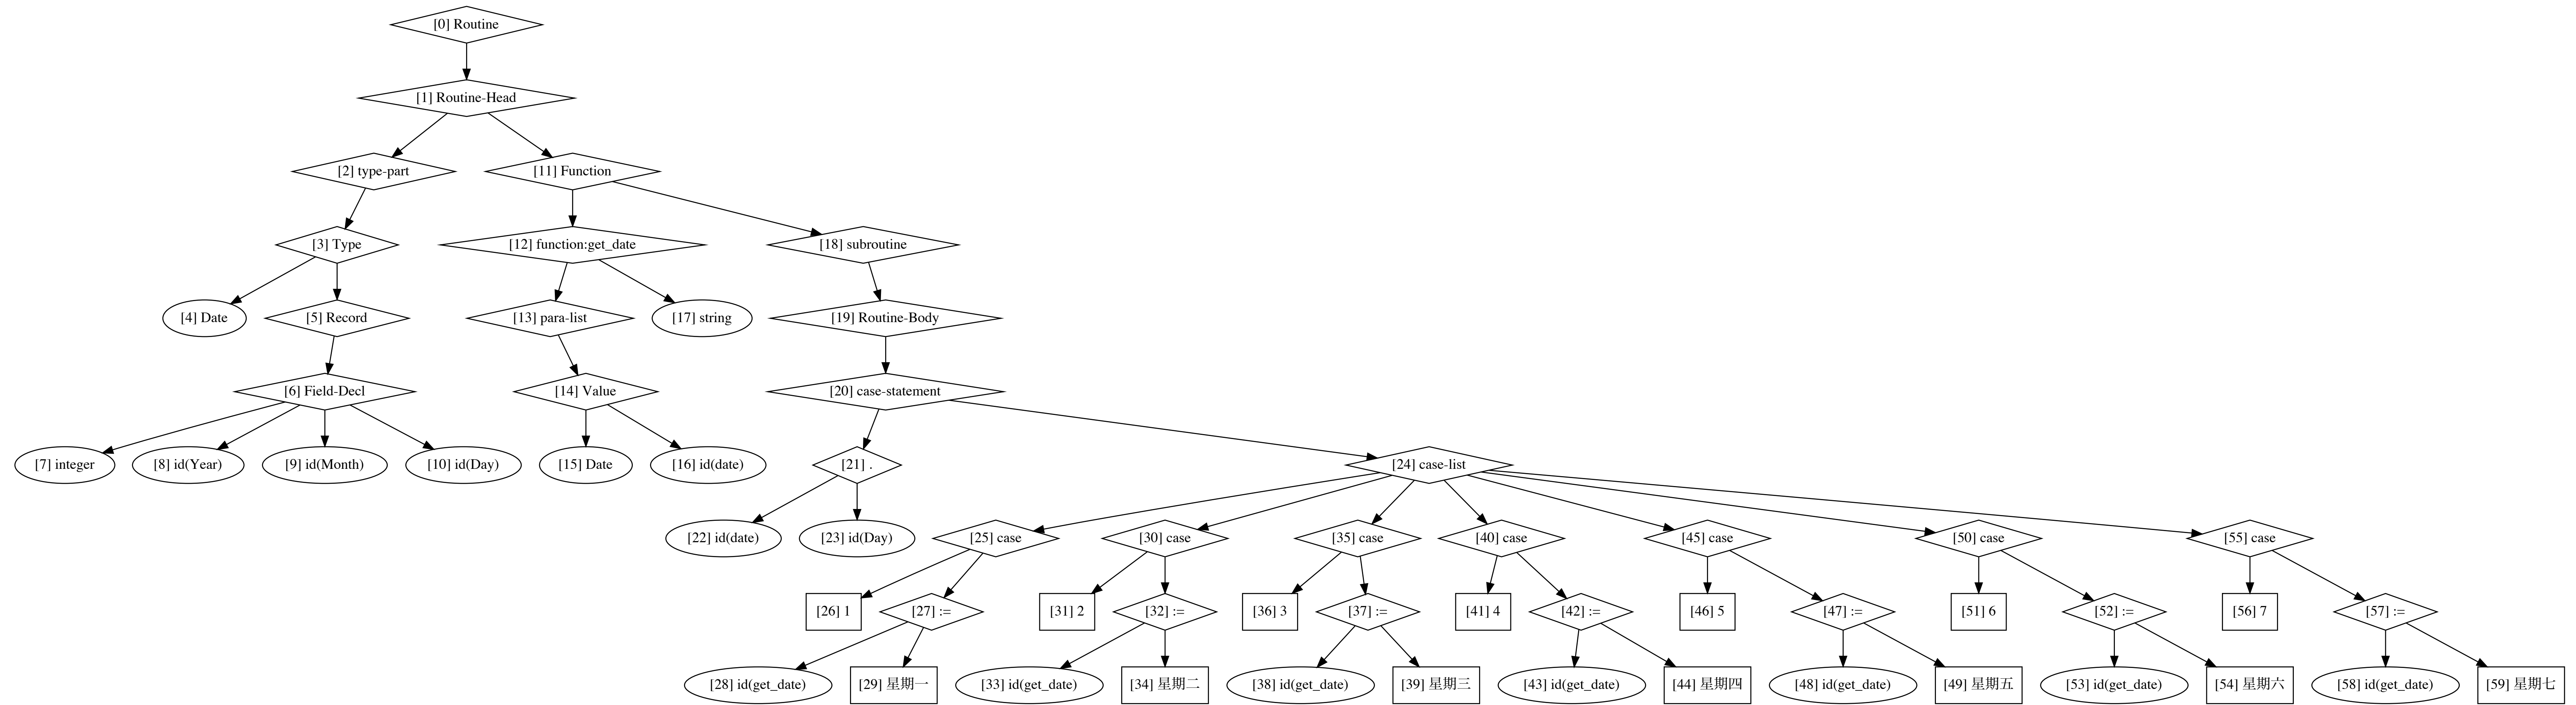 [0] Routine
[1] Routine-Head
[2] type-part
[11] Function
[3] Type
[12] function:get_date
[18] subroutine
[4] Date
[5] Record
[13] para-list
[17] string
[19] Routine-Body
[6] Field-Decl
[14] Value
[20] case-statement
[7] integer
[8] id(Year)
[9] id(Month)
[10] id(Day)
[15] Date
[16] id(date)
[21] .
[24] case-list
[22] id(date)
[23] id(Day)
[25] case
[30] case
[35] case
[40] case
[45] case
[50] case
[55] case
[26] 1
[27] :=
[31] 2
[32] :=
[36] 3
[37] :=
[41] 4
[42] :=
[46] 5
[47] :=
[51] 6
[52] :=
[56] 7
[57] :=
[28] id(get_date)
[29] 星期一
[33] id(get_date)
[34] 星期二
[38] id(get_date)
[39] 星期三
[43] id(get_date)
[44] 星期四
[48] id(get_date)
[49] 星期五
[53] id(get_date)
[54] 星期六
[58] id(get_date)
[59] 星期七